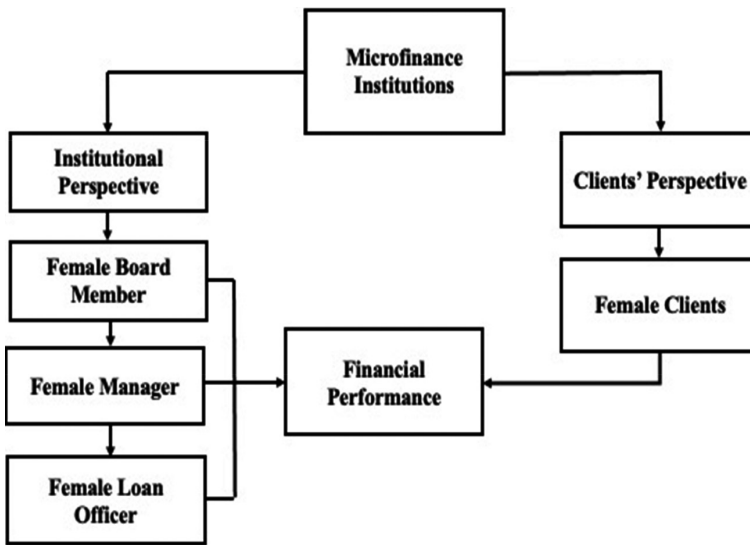 Microfinance
Institutions
Institutional
Perspective
Clients’ Perspective
Female Board
Member
Female Clients
Female Manager
Financial
Performance
Female Loan
Officer